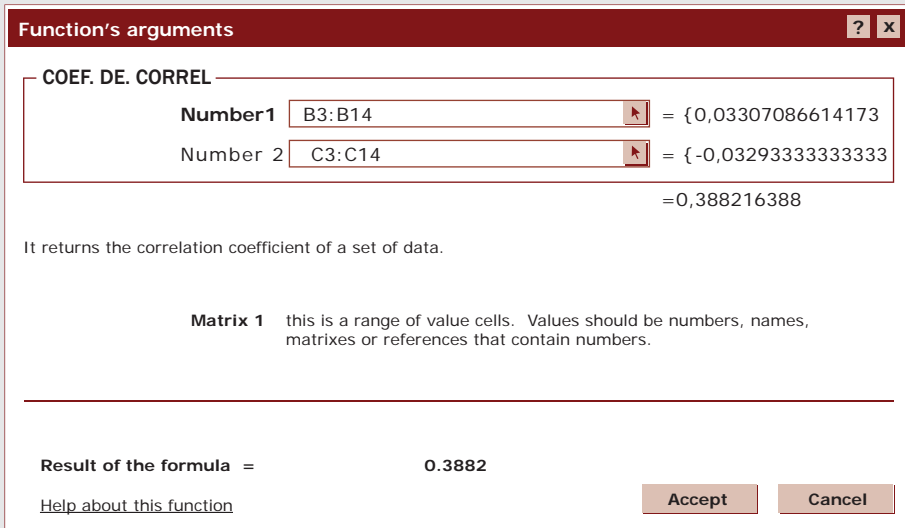 Function's arguments ? x
COEF. DE. CORREL
Number1 B3:B14 = {0,03307086614173
Number 2 C3:C14 = {-0,03293333333333
=0,388216388
It returns the correlation coefficient of a set of data.
Matrix 1 this is a range of value cells. Values should be numbers, names,
matrixes or references that contain numbers.
Result of the formula = 0.3882
Help about this function Accept Cancel